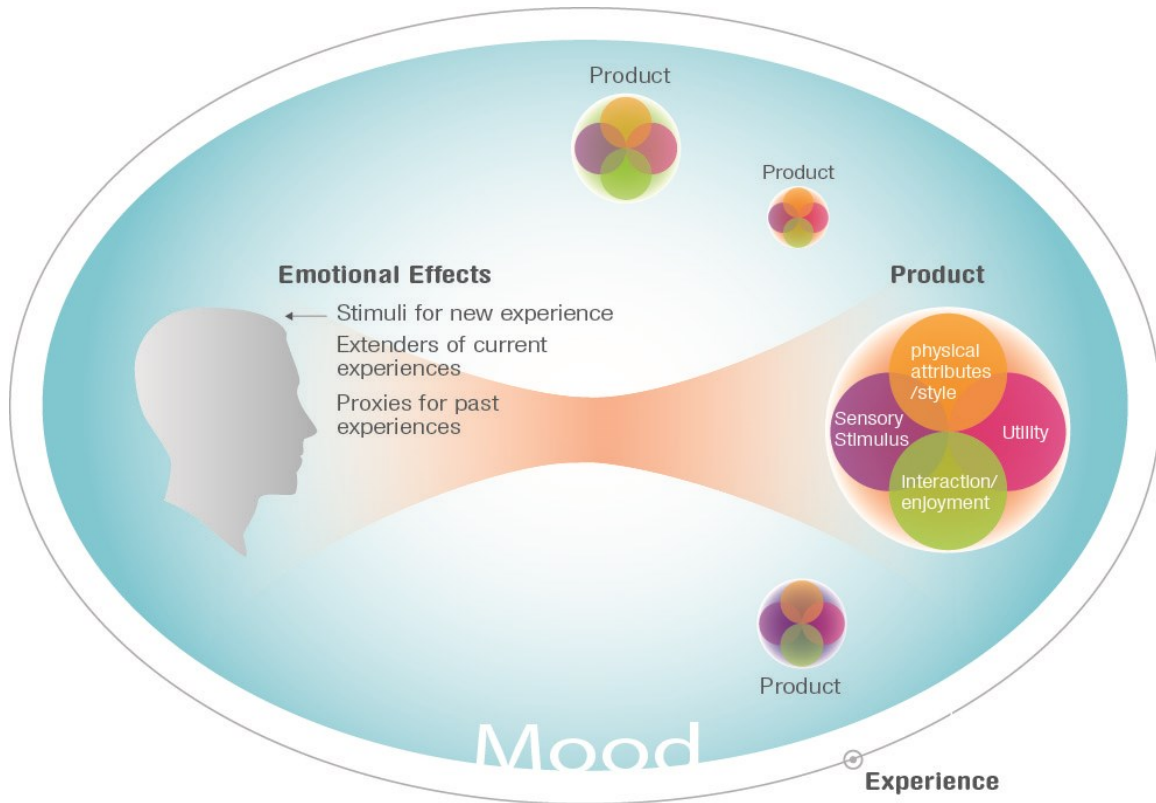 Product
Product
Emotional Effects
Stimuli for new experience
Extenders of current
experiences
Proxies for past
experiences
Product
physical
attributes
/style
Sensory
Stimulus
Utility
Interaction/
enjoyment
Product
Mood
Experience